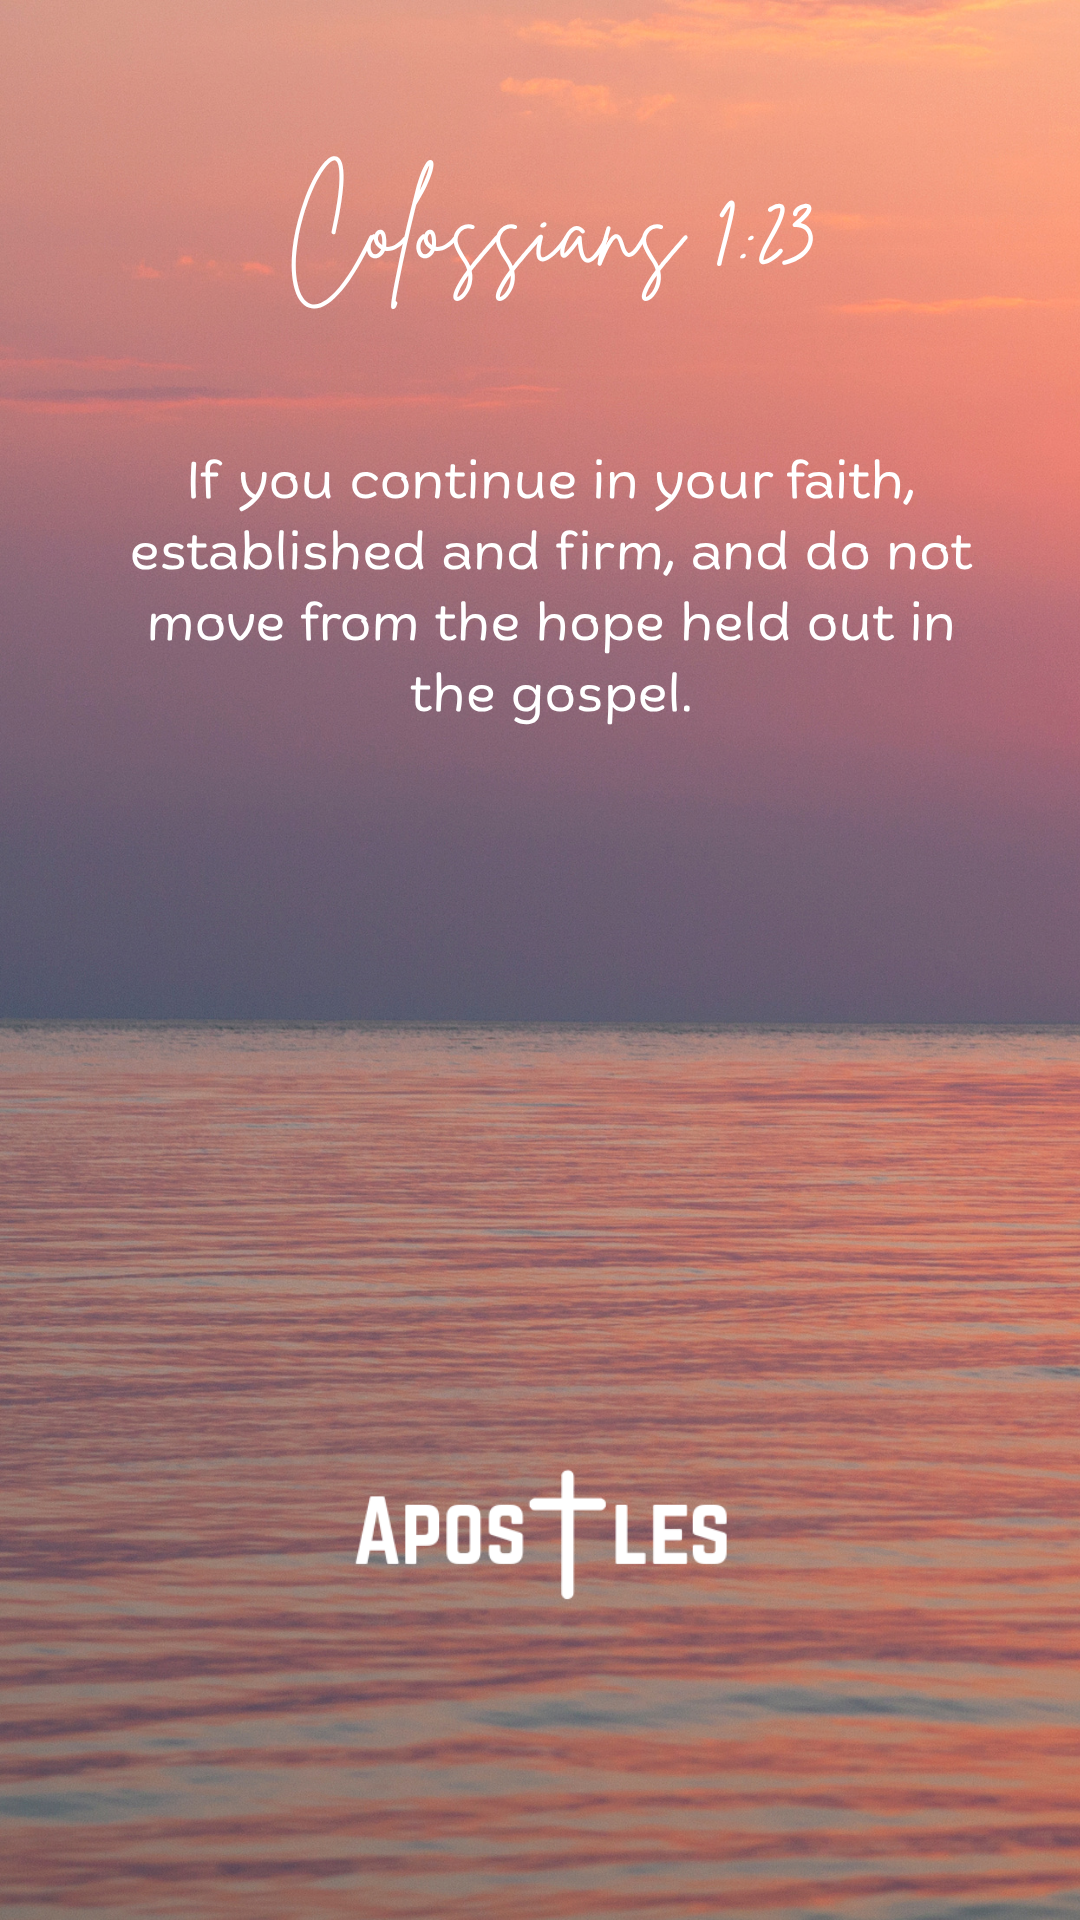 Colossians 1:23
If you continue in your faith,
established and firm, and do not
move from the hope held out in
the gospel.
APOSTLES